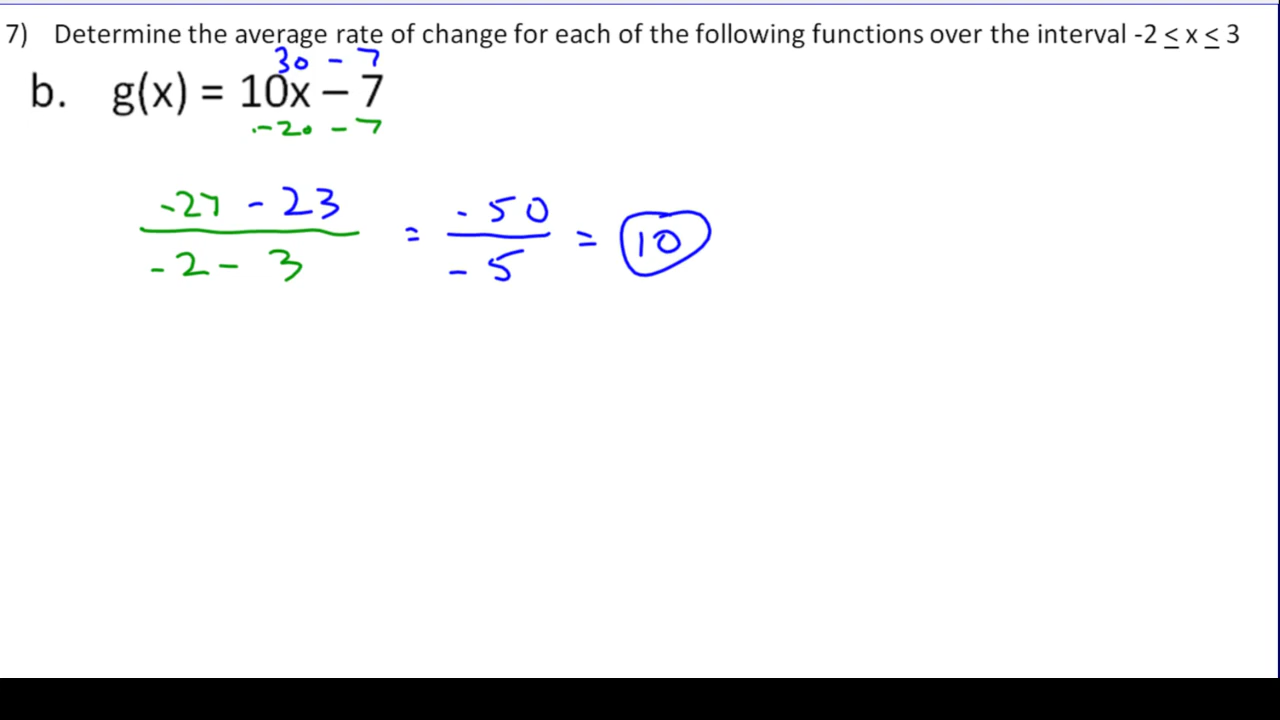 7) Determine the average rate of change for each of the following functions over the interval -2 ≤ x ≤ 3
30 - 7
b. g(x) = 10x – 7
-20 - 7
-27 - 23
-2 - 3
= -50
-5
= 10